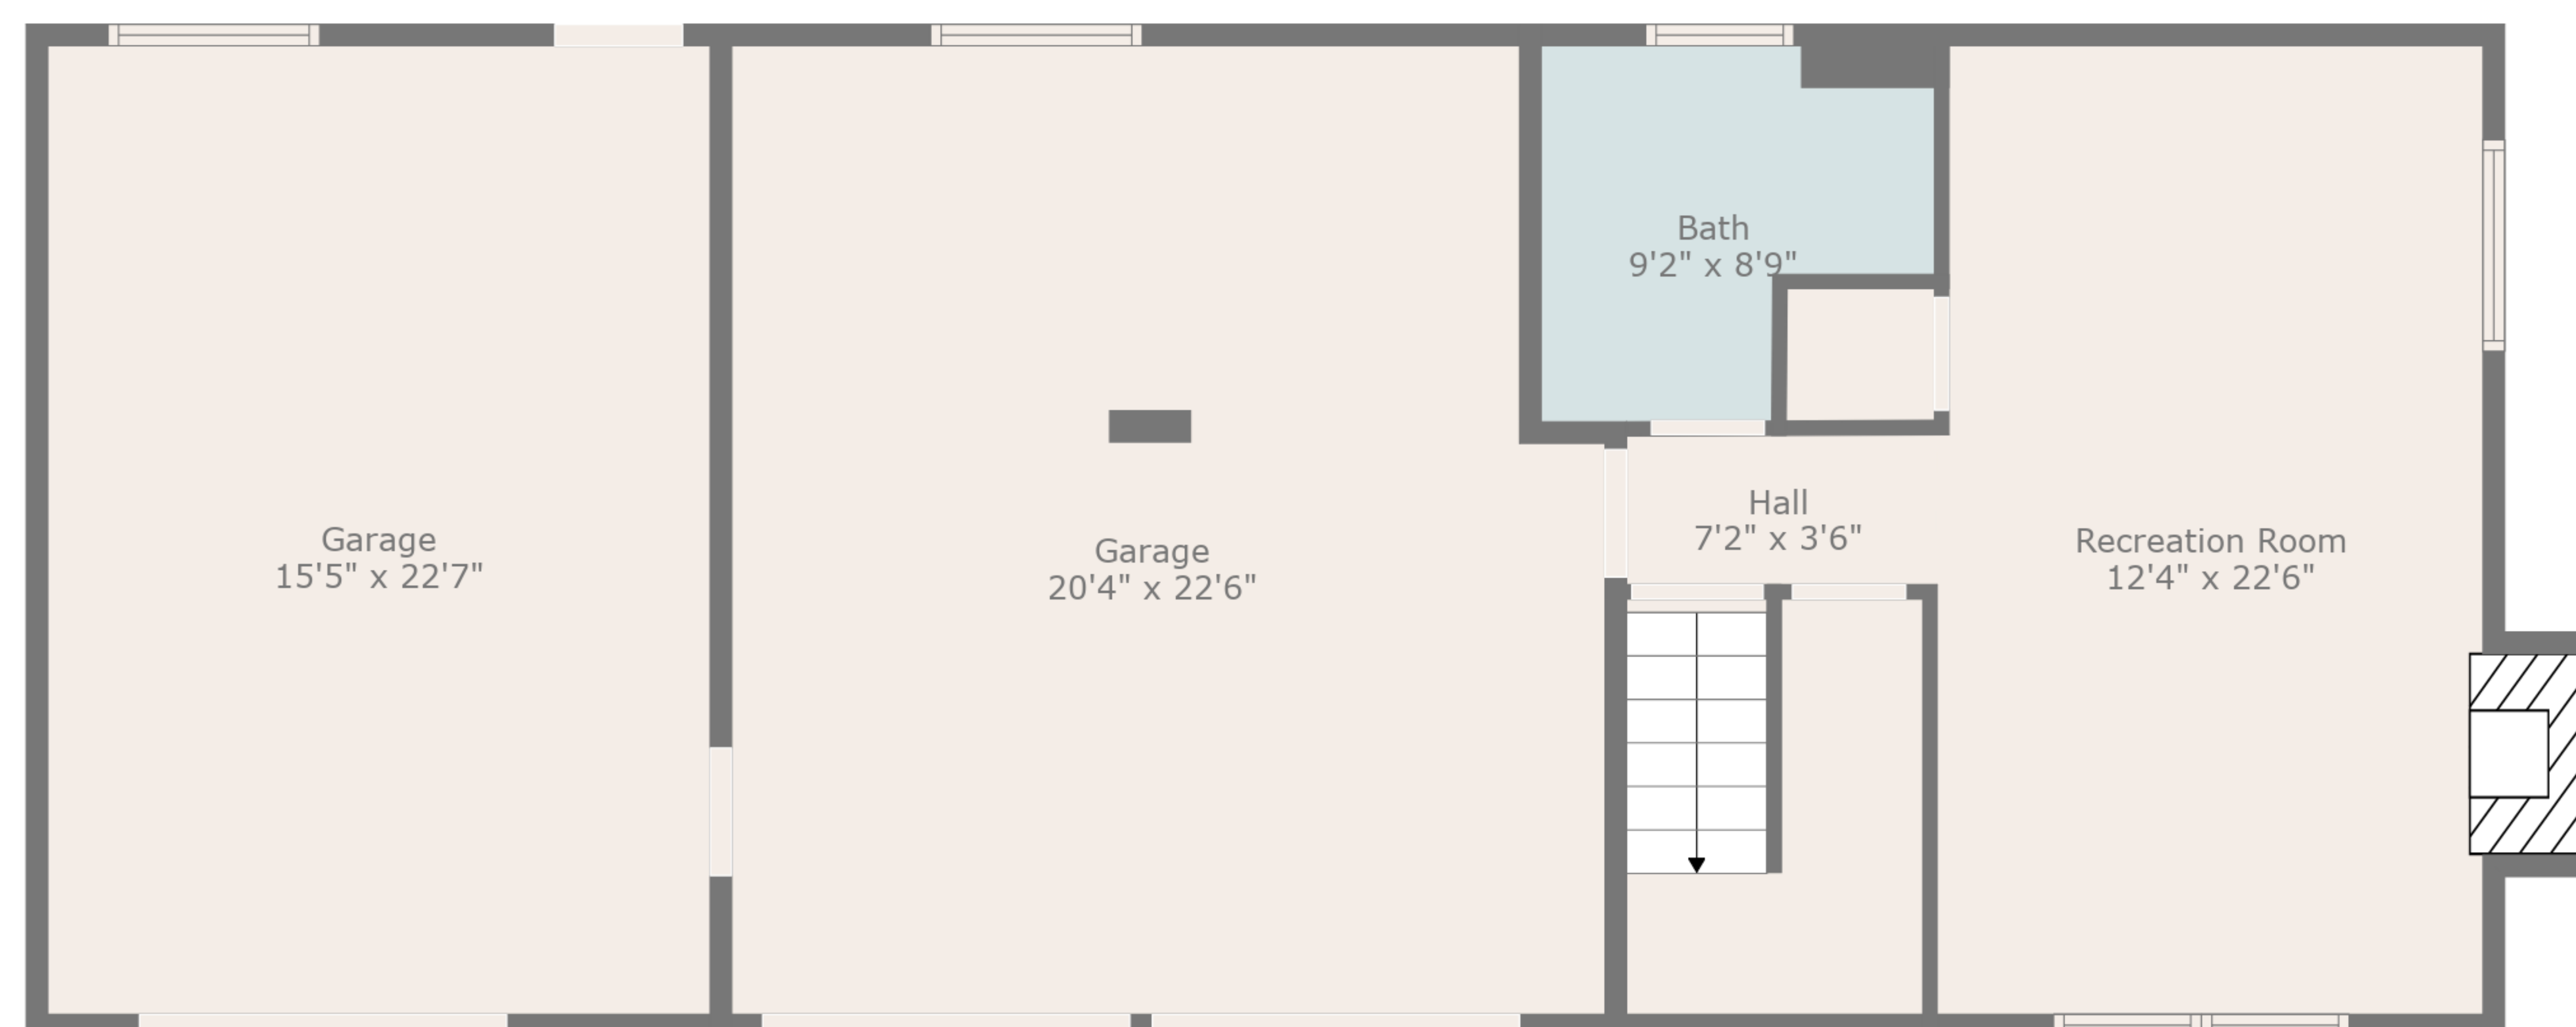 Bath
9'2" x 8'9"
Hall
7'2" x 3'6"
Garage
15'5" x 22'7"
Garage
20'4" x 22'6"
Recreation Room
12'4" x 22'6"